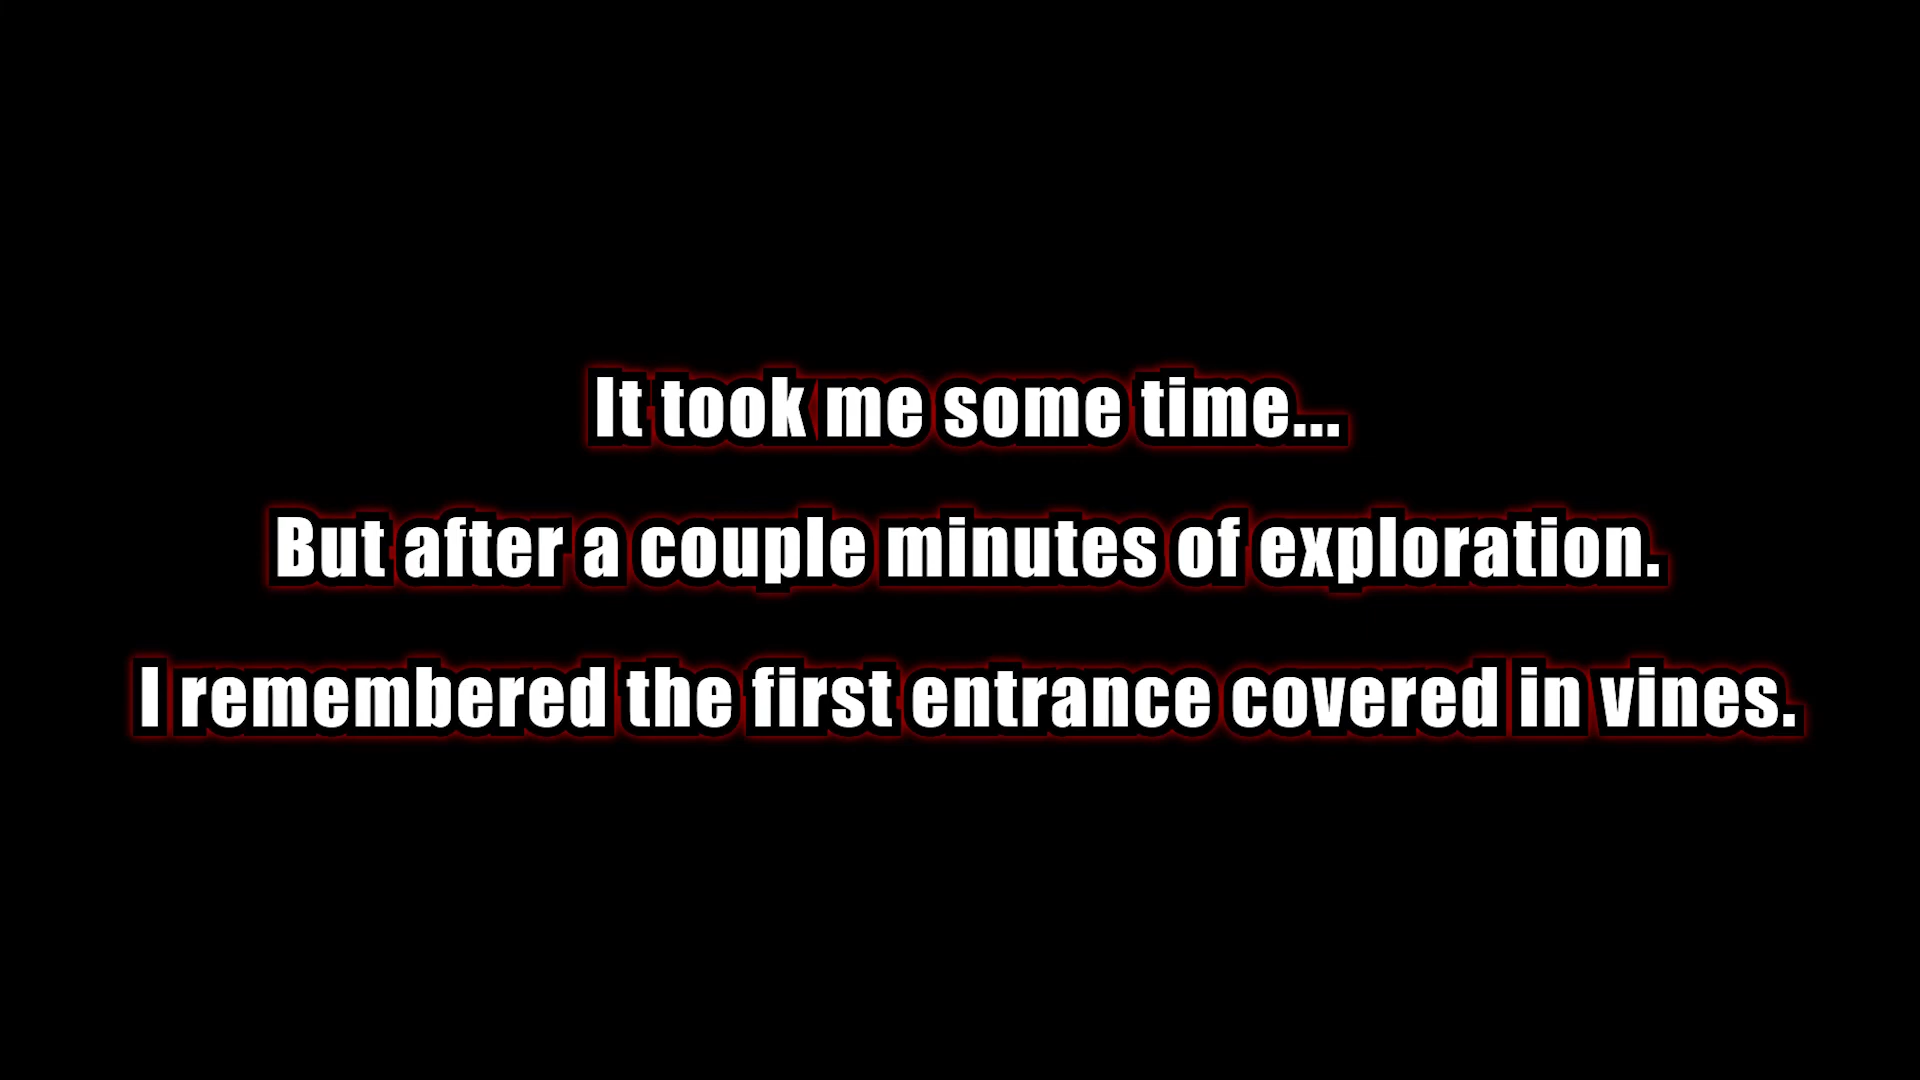 It took me some time...
But after a couple minutes of exploration.
I remembered the first entrance covered in vines.